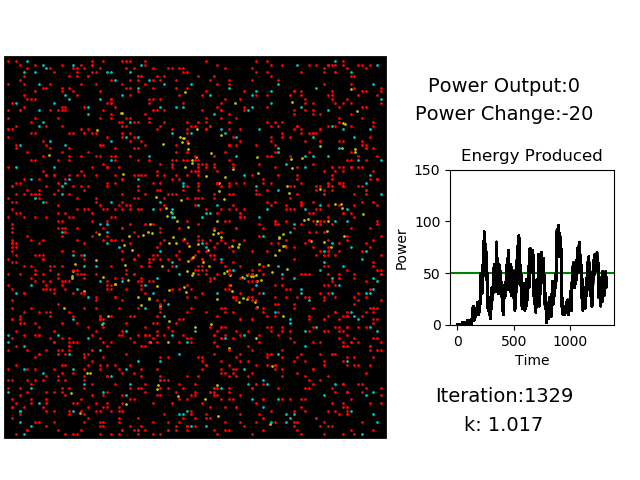 Power Output:0
Power Change:-20
Energy Produced
150
100
50
0
Power
0 500 1000
Time
Iteration:1329
k: 1.017